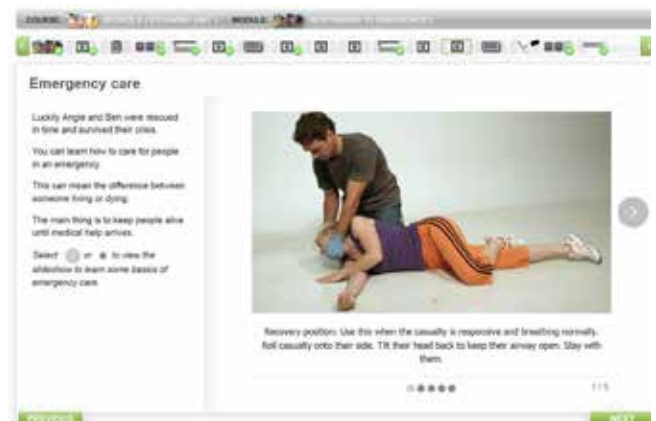 COURSE:
MODULE:
Emergency care
Luckily Angie and Ben were rescued
in time and survived their crisis.
You can learn how to care for people
in an emergency.
This can mean the difference between
someone living or dying.
The main thing is to keep people alive
until medical help arrives.
Select or to view the
slideshow to learn some basics of
emergency care.
Recovery position: Use this when the casualty is responsive and breathing normally.
Roll casualty onto their side. Tilt their head back to keep their airway open. Stay with
them.
1/5
PREVIOUS
NEXT